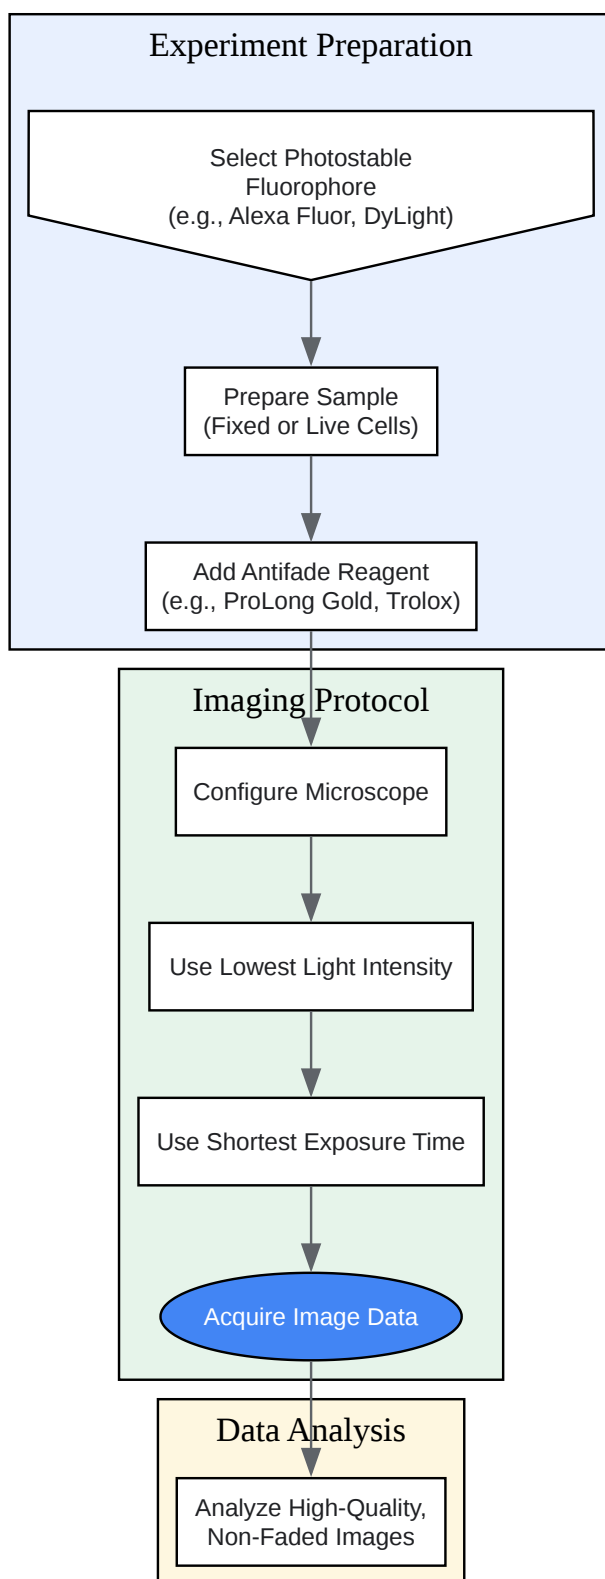 Experiment Preparation
Select Photostable
Fluorophore
(e.g., Alexa Fluor, DyLight)
Prepare Sample
(Fixed or Live Cells)
Add Antifade Reagent
(e.g., ProLong Gold, Trolox)
Imaging Protocol
Configure Microscope
Use Lowest Light Intensity
Use Shortest Exposure Time
Acquire Image Data
Data Analysis
Analyze High-Quality,
Non-Faded Images